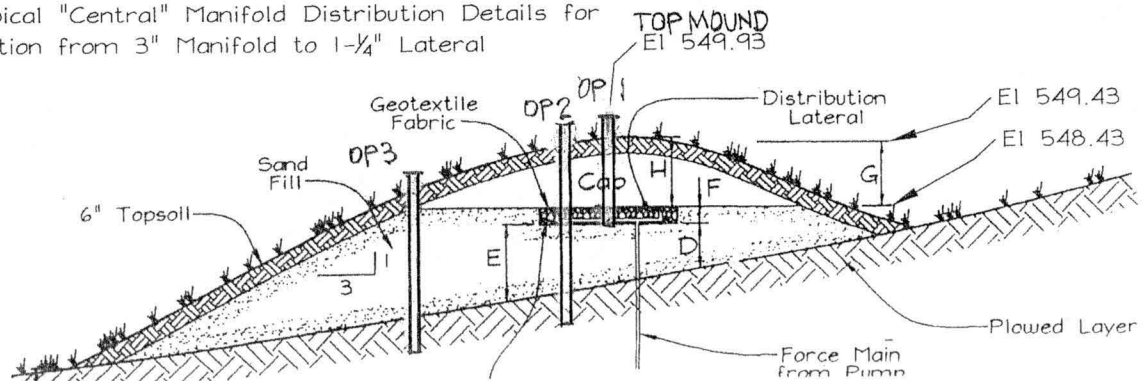 "Central" Manifold Distribution Details for
from 3" Manifold to 1-1/4" Lateral
TOP MOUND
El 549.93
OP 1
OP2
OP3
Geotextile
Fabric
Distribution
Lateral
El 549.43
El 548.43
Sand
Fill
6" Topsoil
Cap
H
F
G
E
D
1
3
Plowed Layer
Force Main
from Pump